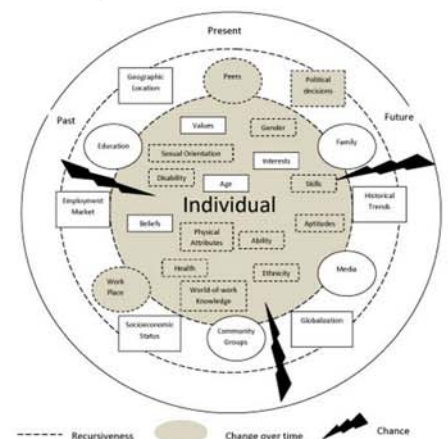 Present
Geographic
Location
Peers
Political
decisions
Past
Future
Values
Gender
Education
Family
Sexual Orientation
Interests
Disability
Age
Skills
Employment
Market
Individual
Historical
Trends
Beliefs
Physical
Attributes
Ability
Aptitudes
Health
Ethnicity
Media
Work
Place
World-of-work
Knowledge
Socioeconomic
Status
Community
Groups
Globalization
Recursiveness
Change over time
Chance